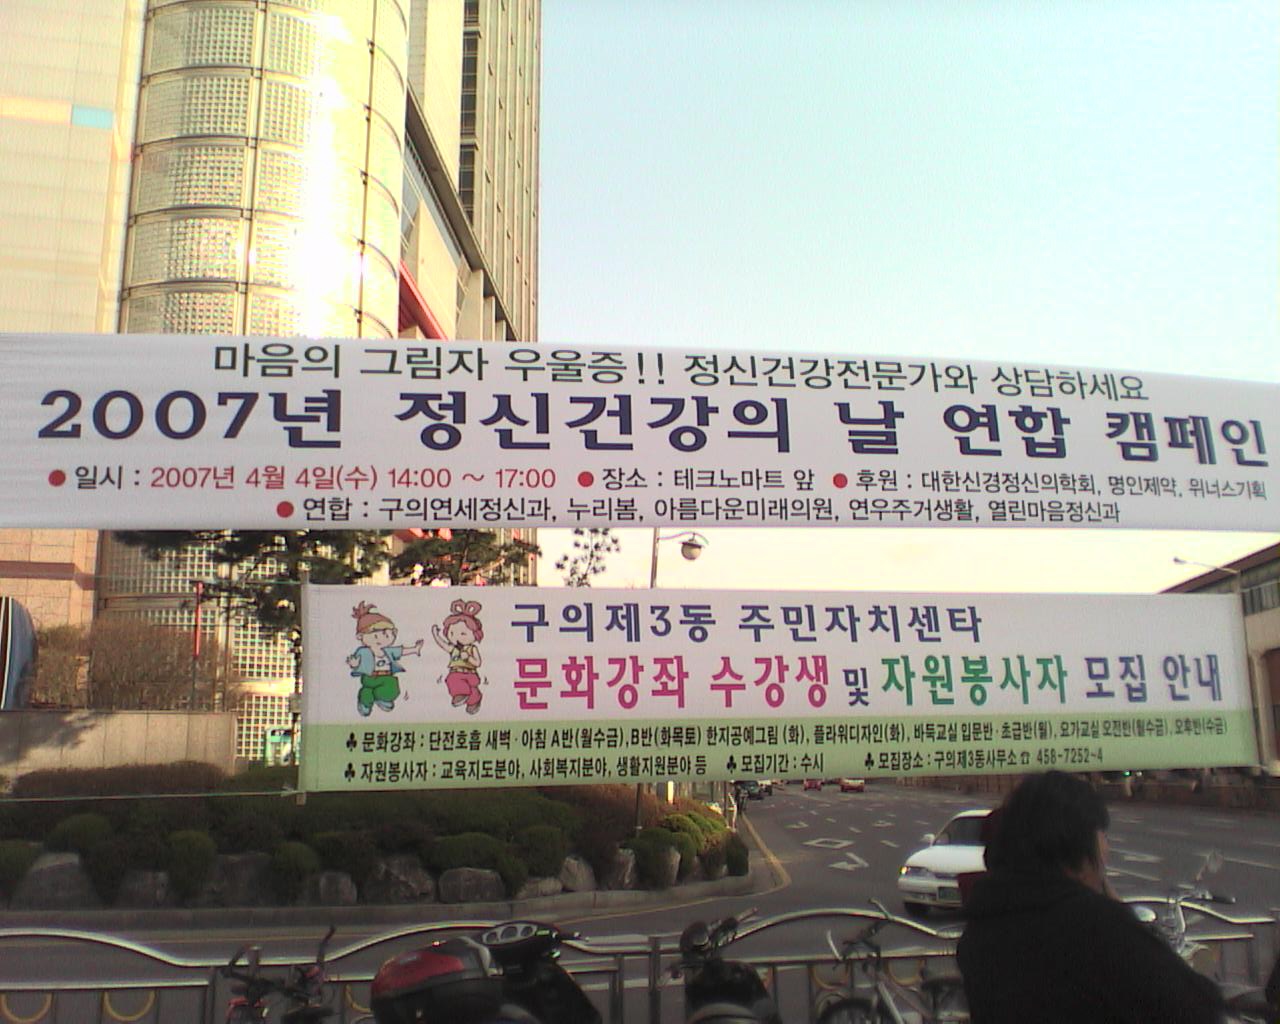 마음의 그림자 우울증!! 정신건강전문가와 상담하세요
2007년 정신건강의 날 연합 캠페인
● 일시 : 2007년 4월 4일(수) 14:00 ~ 17:00 ● 장소 : 테크노마트 앞 ● 후원 : 대한신경정신의학회, 명인제약, 위너스기획
● 연합 : 구의연세정신과, 누리봄, 아름다운미래의원, 연우주거생활, 열린마음정신과
구의제3동 주민자치센타
문화강좌 수강생 및 자원봉사자 모집 안내
♣ 문화강좌 : 단전호흡 새벽·아침 A반(월수금), B반(화목토) 한지공예그림 (화), 플라워디자인(화), 바둑교실 입문반·초급반(월), 요가교실 오전반(월수금), 오후반(수금)
♣ 자원봉사자 : 교육지도분야, 사회복지분야, 생활지원분야 등 ♣ 모집기간 : 수시 ♣ 모집장소 : 구의제3동사무소 ☎ 458-7252~4